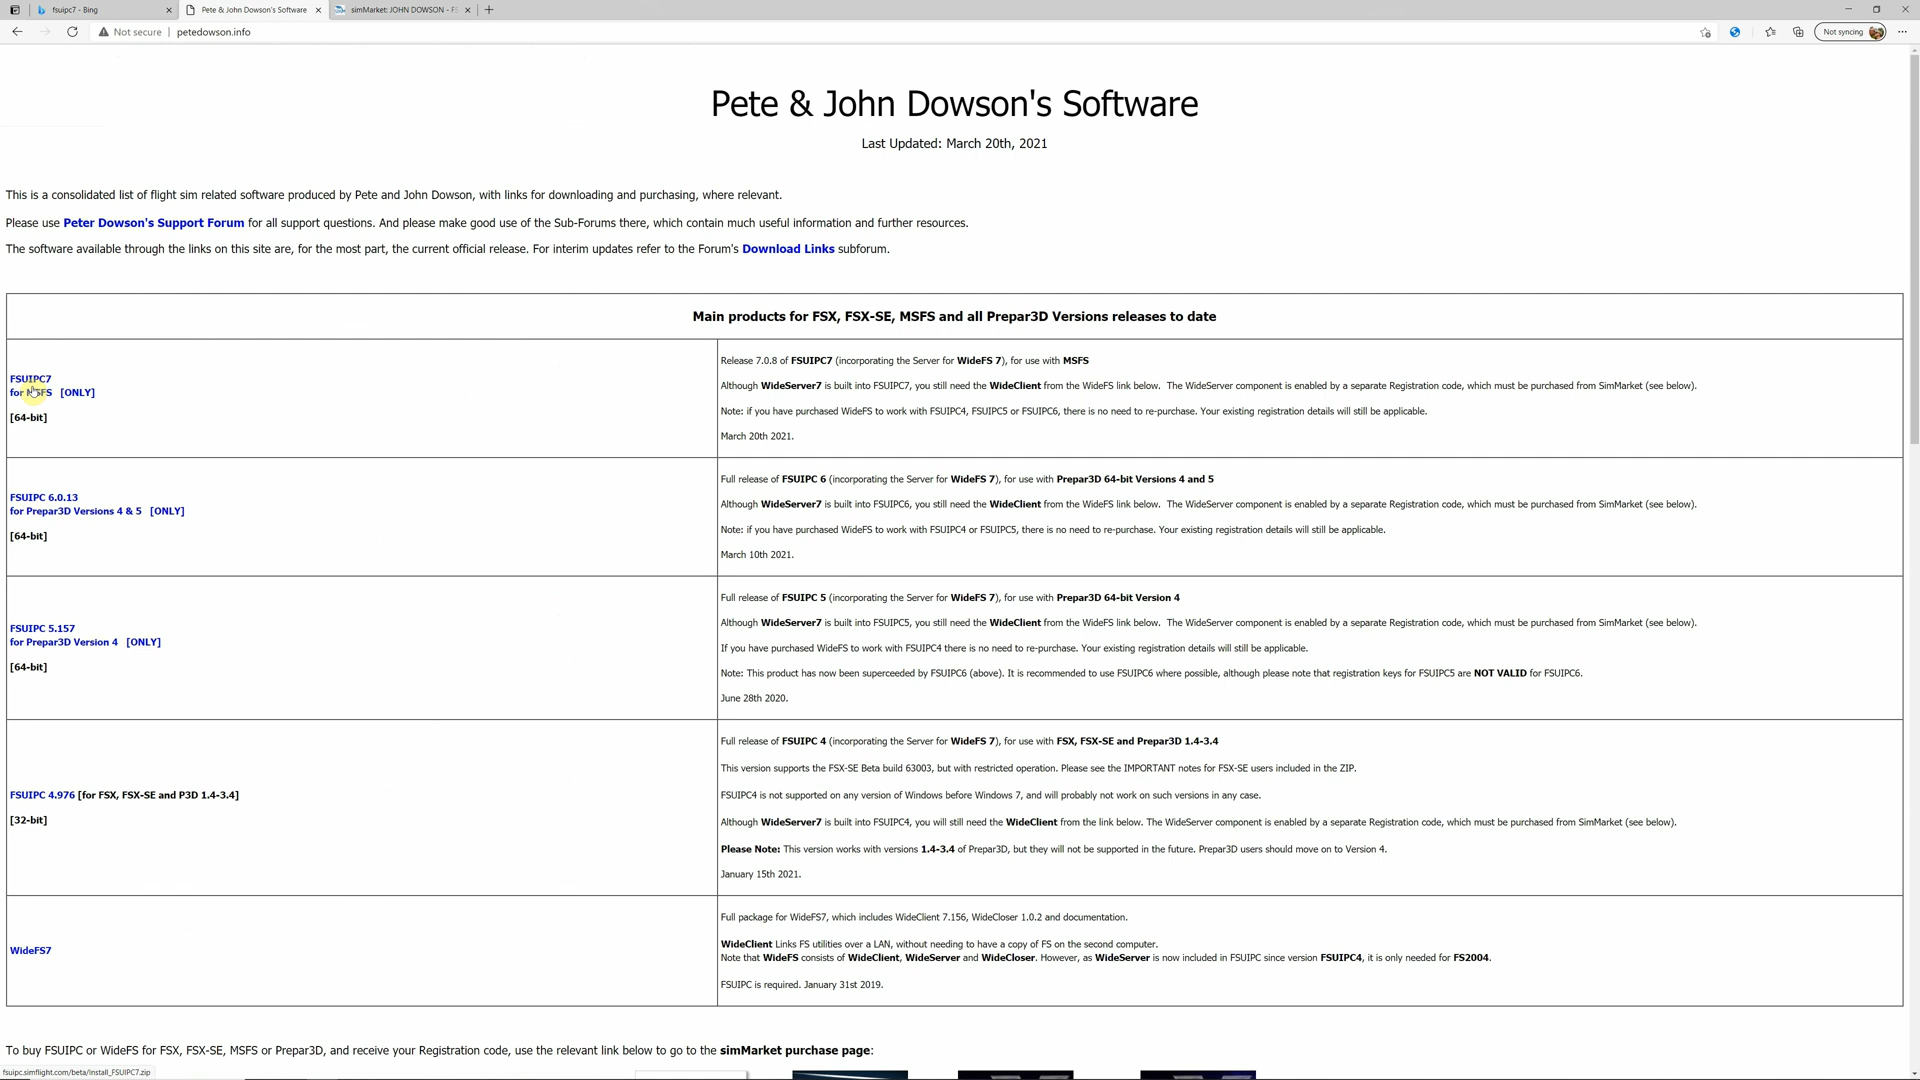 fsuipc7 - Bing
Pete & John Dowson's Software
simMarket: JOHN DOWSON - FS
Not secure | petedowson.info
Not syncing
Pete & John Dowson's Software
Last Updated: March 20th, 2021
This is a consolidated list of flight sim related software produced by Pete and John Dowson, with links for downloading and purchasing, where relevant.
Please use Peter Dowson's Support Forum for all support questions. And please make good use of the Sub-Forums there, which contain much useful information and further resources.
The software available through the links on this site are, for the most part, the current official release. For interim updates refer to the Forum's Download Links subforum.
Main products for FSX, FSX-SE, MSFS and all Prepar3D Versions releases to date
FSUIPC7
for MSFS [ONLY]
[64-bit]
Release 7.0.8 of FSUIPC7 (incorporating the Server for WideFS 7), for use with MSFS
Although WideServer7 is built into FSUIPC7, you still need the WideClient from the WideFS link below. The WideServer component is enabled by a separate Registration code, which must be purchased from SimMarket (see below).
Note: if you have purchased WideFS to work with FSUIPC4, FSUIPC5 or FSUIPC6, there is no need to re-purchase. Your existing registration details will still be applicable.
March 20th 2021.
FSUIPC 6.0.13
for Prepar3D Versions 4 & 5 [ONLY]
[64-bit]
Full release of FSUIPC 6 (incorporating the Server for WideFS 7), for use with Prepar3D 64-bit Versions 4 and 5
Although WideServer7 is built into FSUIPC6, you still need the WideClient from the WideFS link below. The WideServer component is enabled by a separate Registration code, which must be purchased from SimMarket (see below).
Note: if you have purchased WideFS to work with FSUIPC4 or FSUIPC5, there is no need to re-purchase. Your existing registration details will still be applicable.
March 10th 2021.
FSUIPC 5.157
for Prepar3D Version 4 [ONLY]
[64-bit]
Full release of FSUIPC 5 (incorporating the Server for WideFS 7), for use with Prepar3D 64-bit Version 4
Although WideServer7 is built into FSUIPC5, you still need the WideClient from the WideFS link below. The WideServer component is enabled by a separate Registration code, which must be purchased from SimMarket (see below).
If you have purchased WideFS to work with FSUIPC4 there is no need to re-purchase. Your existing registration details will still be applicable.
Note: This product has now been superceeded by FSUIPC6 (above). It is recommended to use FSUIPC6 where possible, although please note that registration keys for FSUIPC5 are NOT VALID for FSUIPC6.
June 28th 2020.
FSUIPC 4.976 [for FSX, FSX-SE and P3D 1.4-3.4]
[32-bit]
Full release of FSUIPC 4 (incorporating the Server for WideFS 7), for use with FSX, FSX-SE and Prepar3D 1.4-3.4
This version supports the FSX-SE Beta build 63003, but with restricted operation. Please see the IMPORTANT notes for FSX-SE users included in the ZIP.
FSUIPC4 is not supported on any version of Windows before Windows 7, and will probably not work on such versions in any case.
Although WideServer7 is built into FSUIPC4, you will still need the WideClient from the link below. The WideServer component is enabled by a separate Registration code, which must be purchased from SimMarket (see below).
Please Note: This version works with versions 1.4-3.4 of Prepar3D, but they will not be supported in the future. Prepar3D users should move on to Version 4.
January 15th 2021.
WideFS7
Full package for WideFS7, which includes WideClient 7.156, WideCloser 1.0.2 and documentation.
WideClient Links FS utilities over a LAN, without needing to have a copy of FS on the second computer.
Note that WideFS consists of WideClient, WideServer and WideCloser. However, as WideServer is now included in FSUIPC since version FSUIPC4, it is only needed for FS2004.
FSUIPC is required. January 31st 2019.
To buy FSUIPC or WideFS for FSX, FSX-SE, MSFS or Prepar3D, and receive your Registration code, use the relevant link below to go to the simMarket purchase page:
fsuipc.simflight.com/beta/Install_FSUIPC7.zip